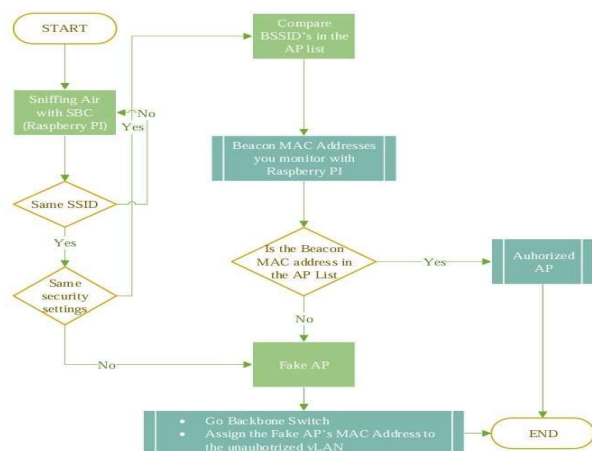 START
Sniffing Air
with SBC
(Raspberry PI)
No
Yes
Same SSID
Yes
Same
security
settings
No
Compare
BSSID's in the
AP list
Beacon MAC Addresses
you monitor with
Raspberry PI
Is the Beacon
MAC address in
the AP List
Yes
Auhorized
AP
No
Fake AP
• Go Backbone Switch
• Assign the Fake AP's MAC Address to
the unauhotrized vLAN
END